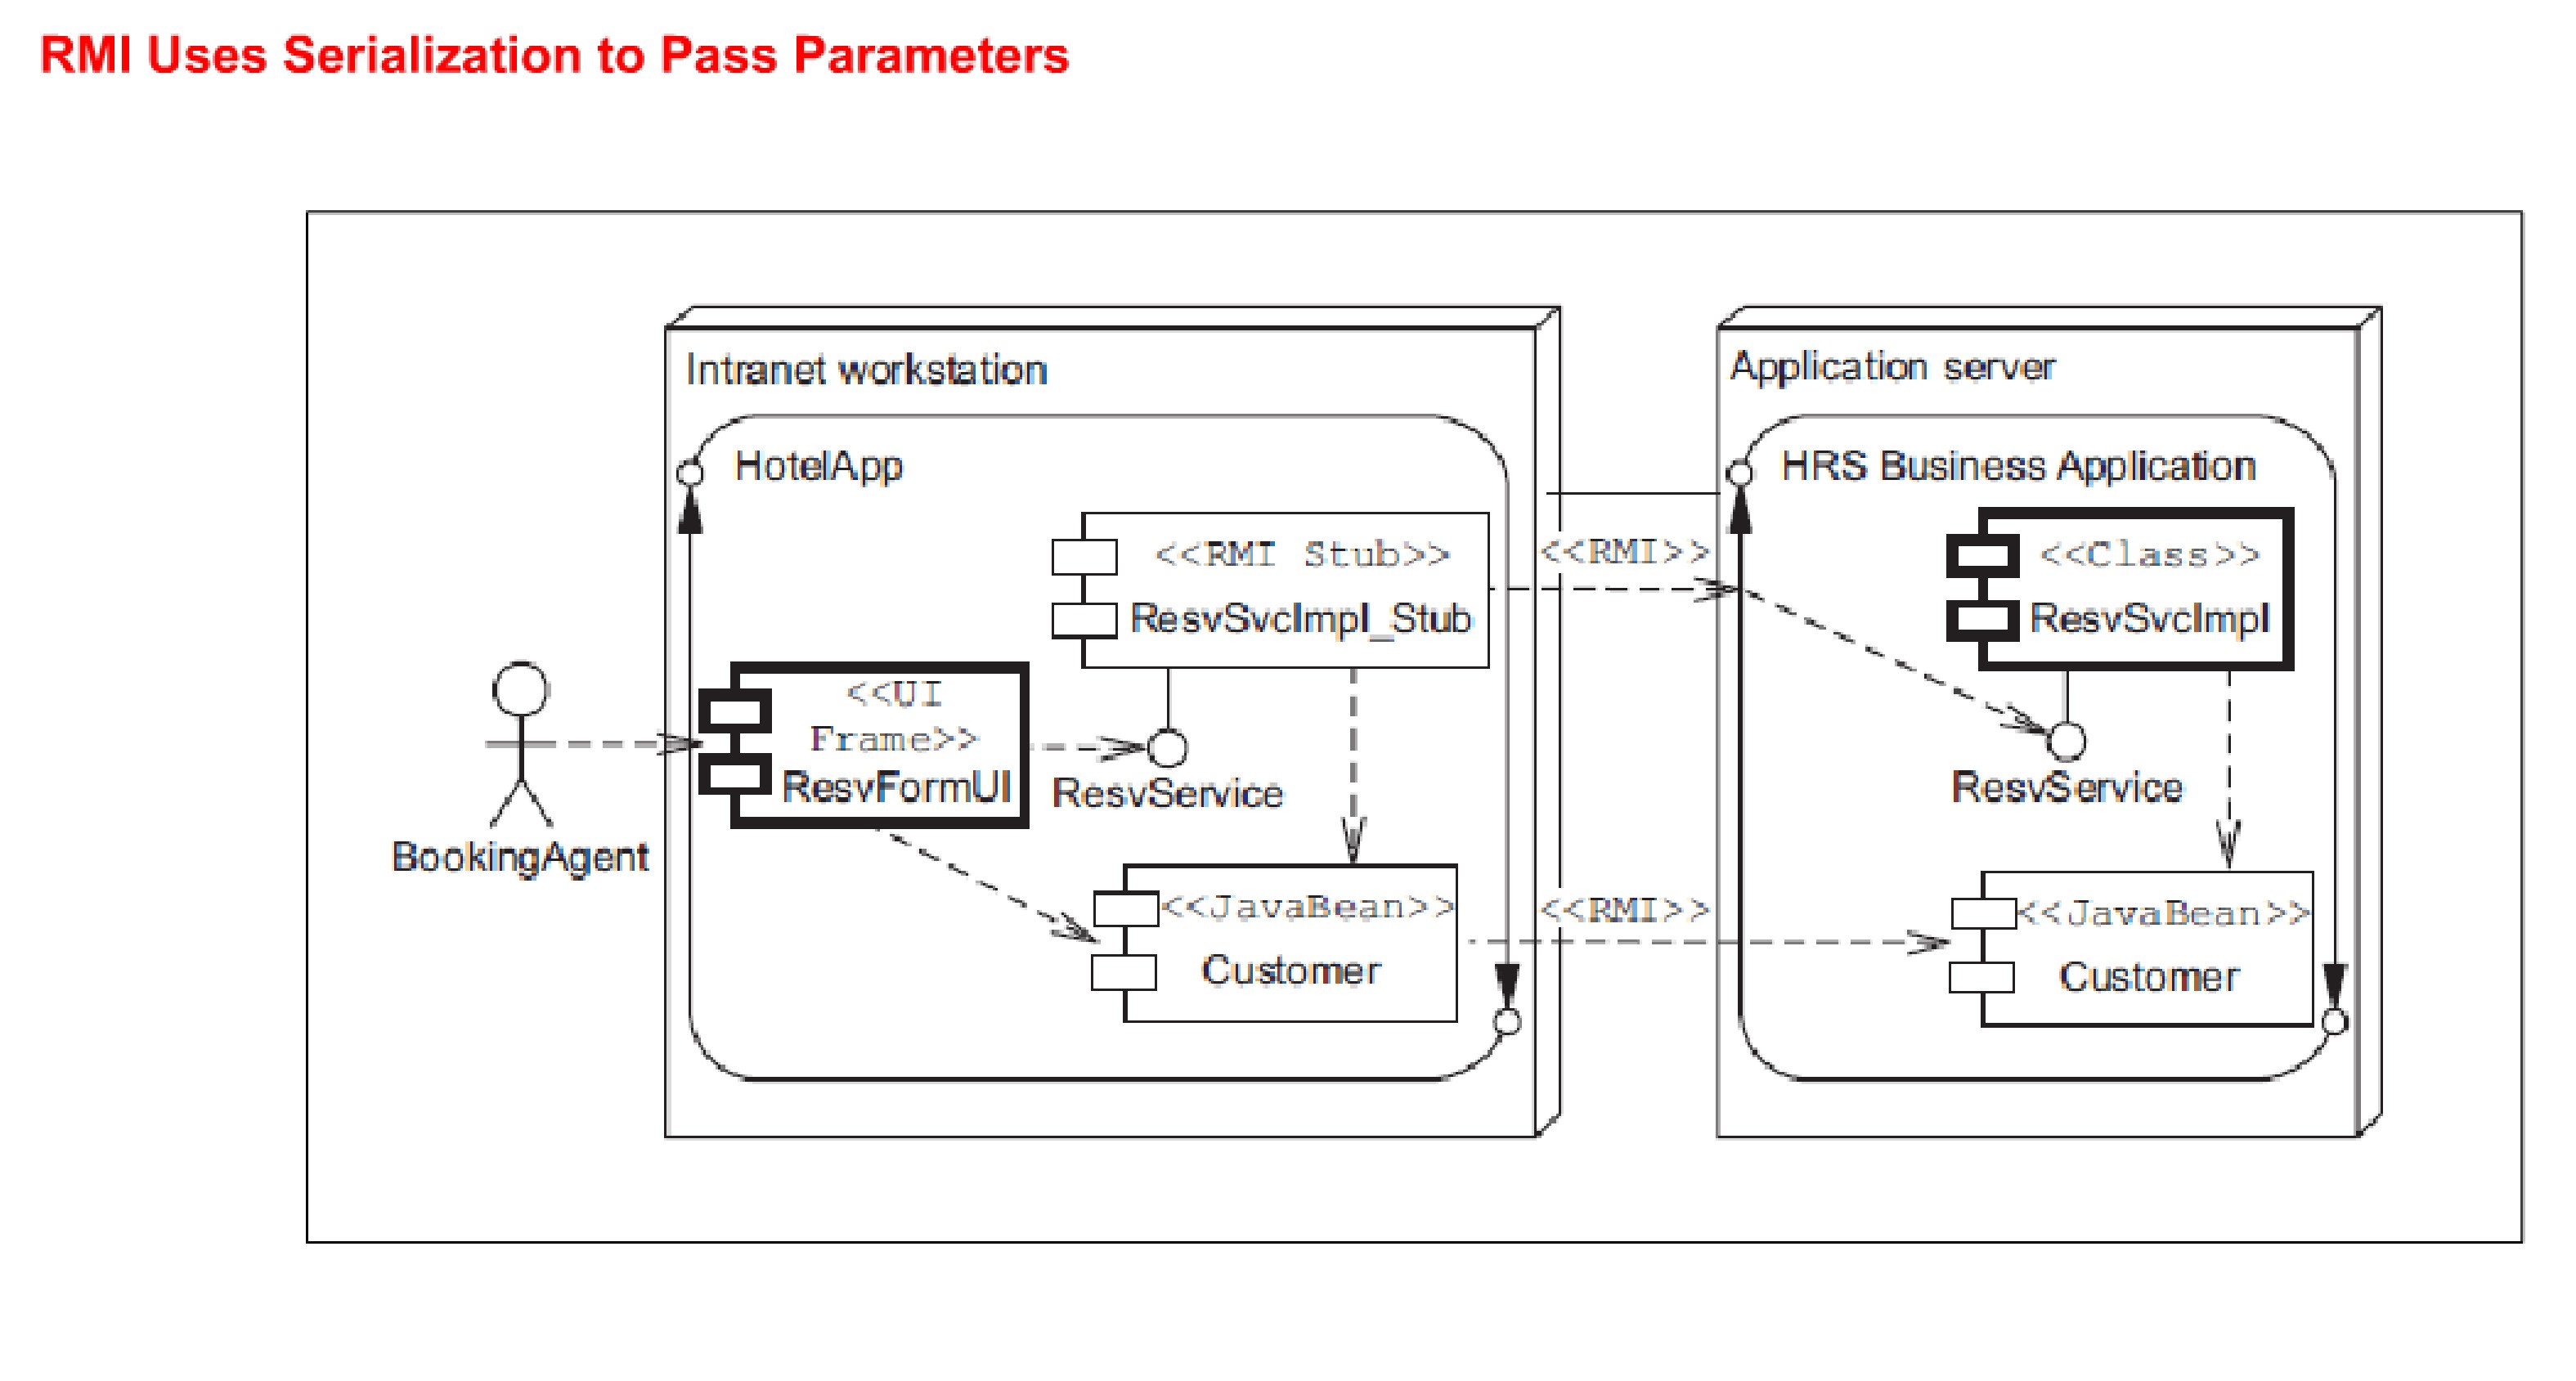 RMI Uses Serialization to Pass Parameters
Intranet workstation
HotelApp
<<RMI Stub>>
ResvSvcImpl_Stub
<<UI
Frame>>
ResvFormUI
ResvService
BookingAgent
<<JavaBean>>
Customer
<<RMI>>
<<RMI>>
Application server
HRS Business Application
<<Class>>
ResvSvcImpl
ResvService
<<JavaBean>>
Customer